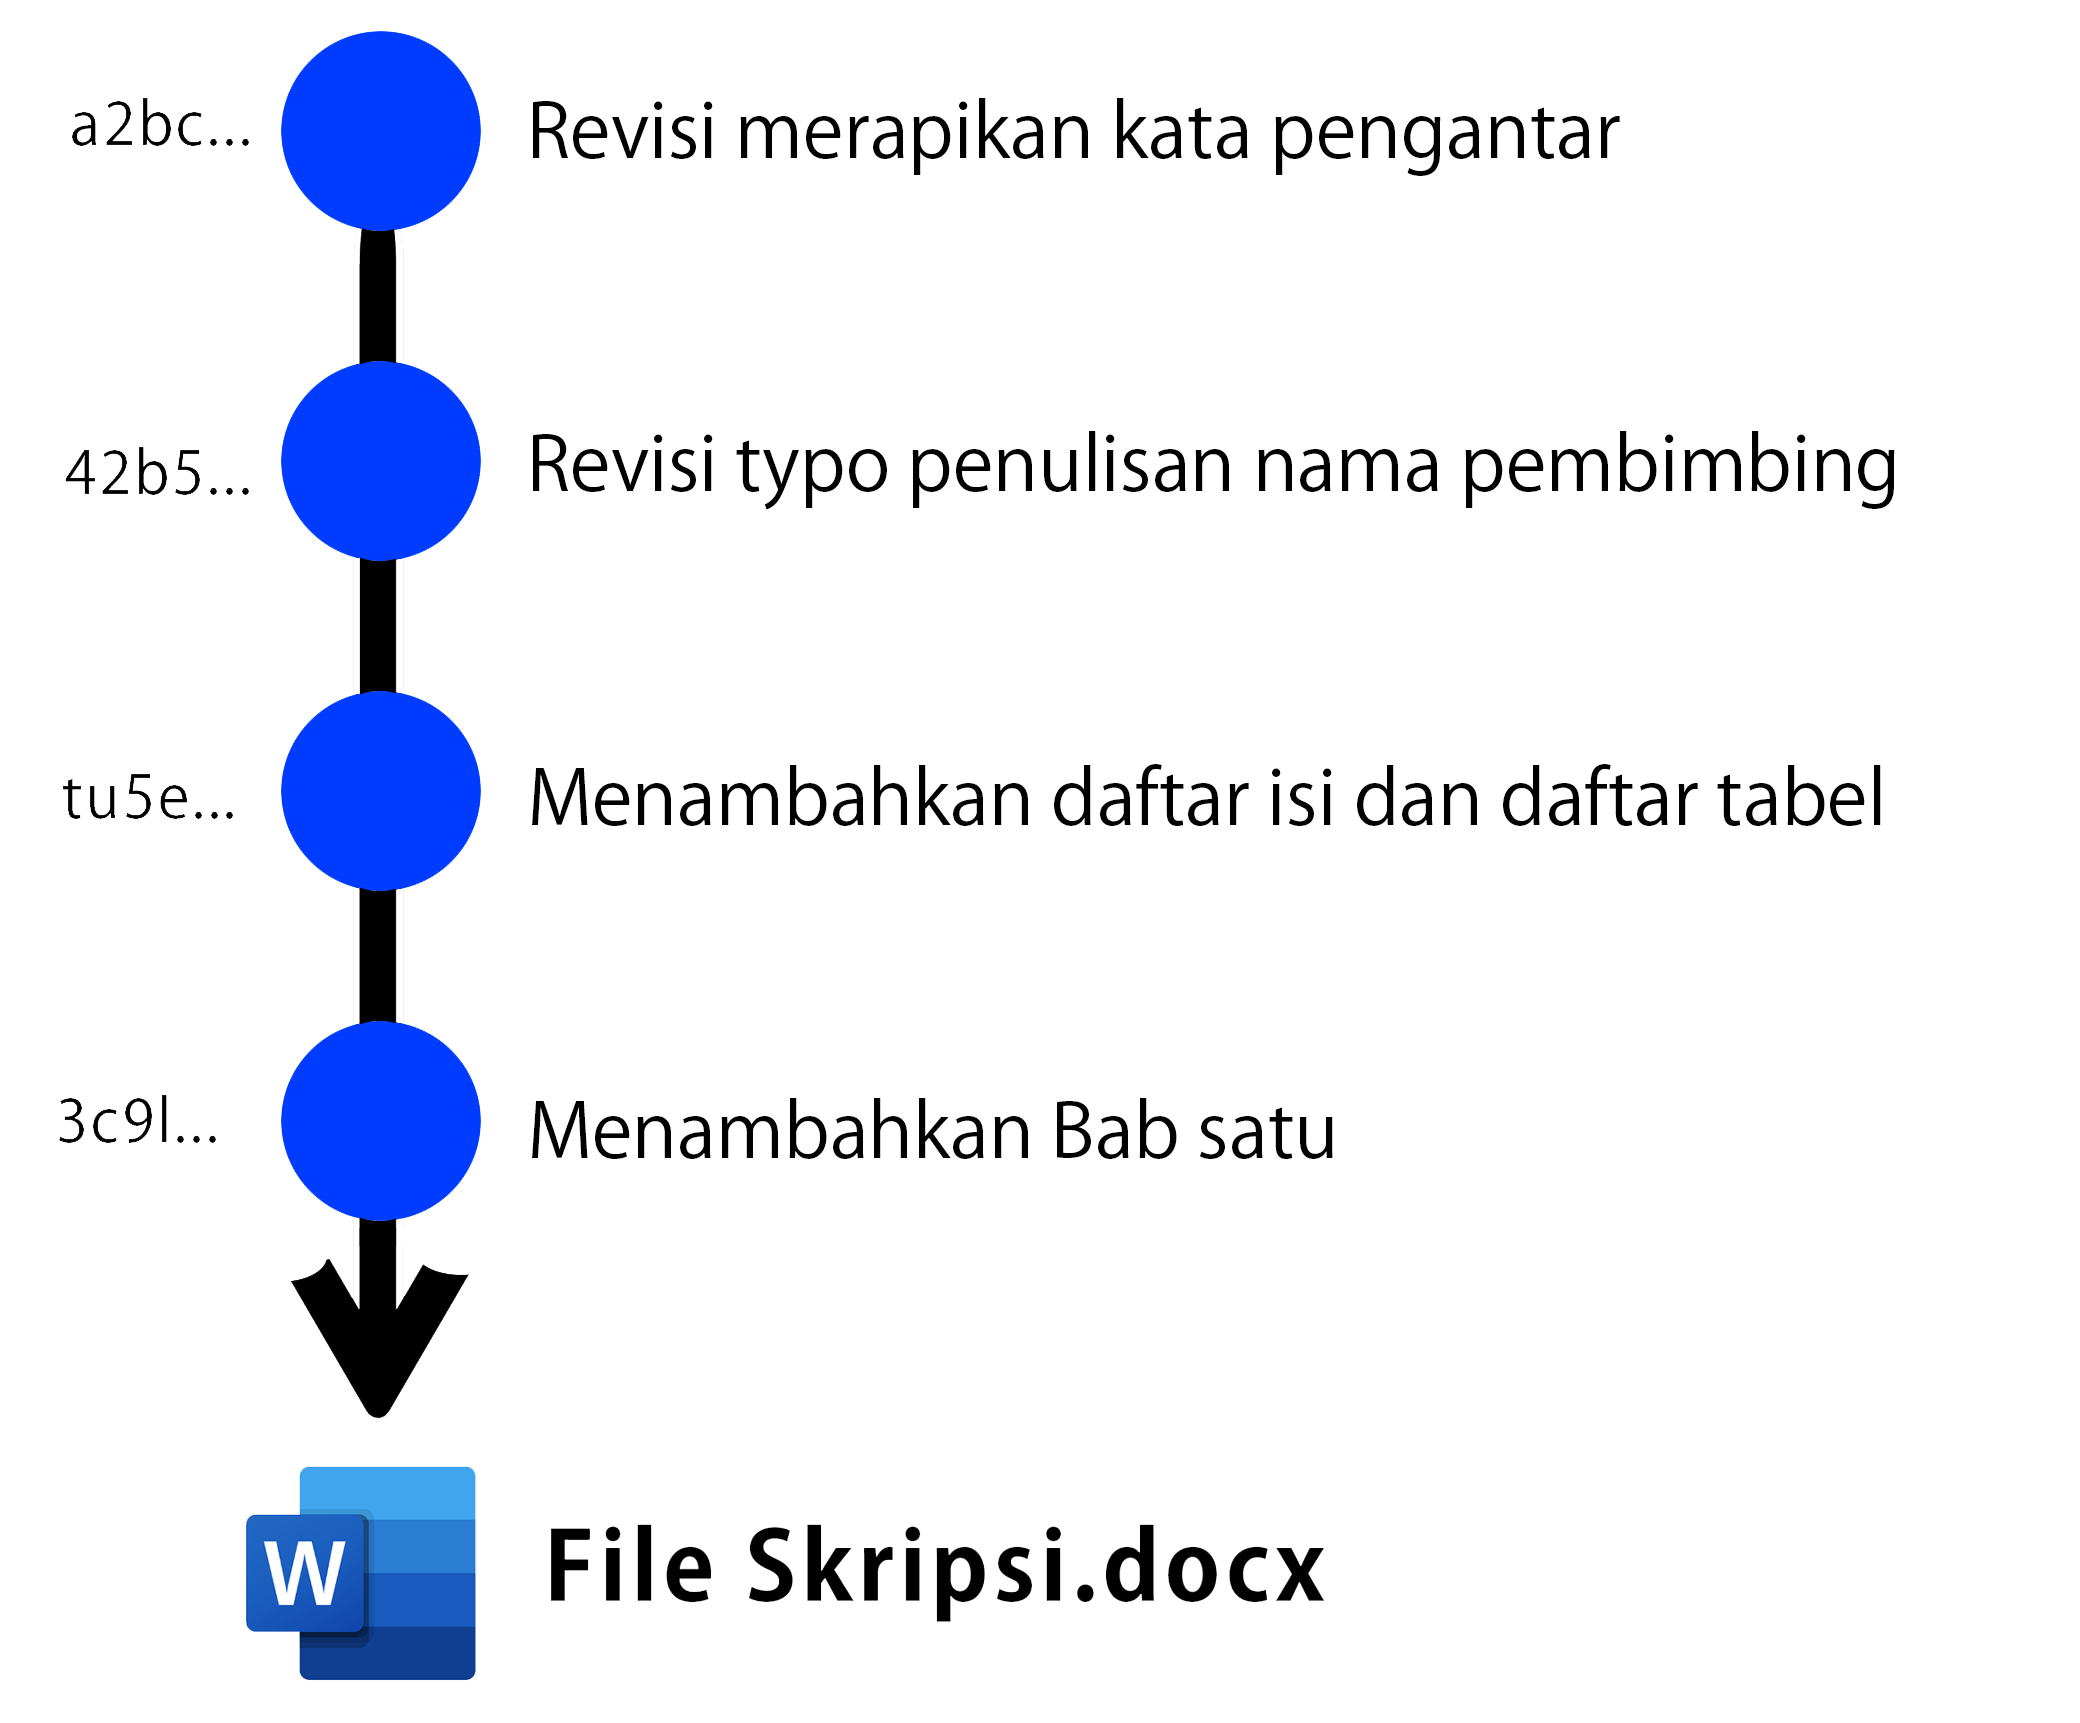 a2bc... Revisi merapikan kata pengantar
42b5... Revisi typo penulisan nama pembimbing
tu5e... Menambahkan daftar isi dan daftar tabel
3c9l... Menambahkan Bab satu
W File Skripsi.docx